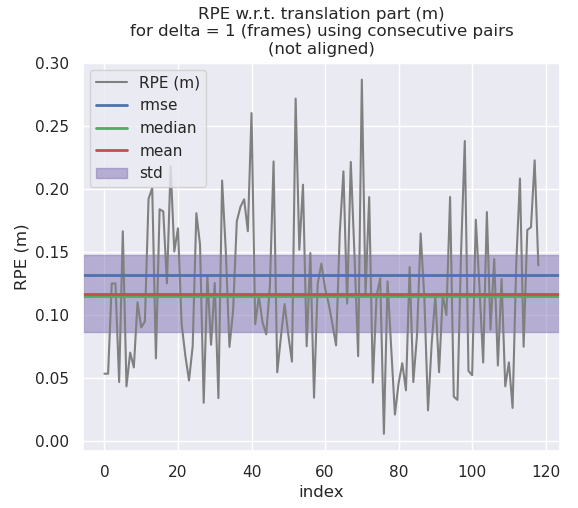 RPE w.r.t. translation part (m)
for delta = 1 (frames) using consecutive pairs
(not aligned)
RPE (m)
rmse
median
mean
std
0.30
0.25
0.20
0.15
0.10
0.05
0.00
RPE (m)
0 20 40 60 80 100 120
index